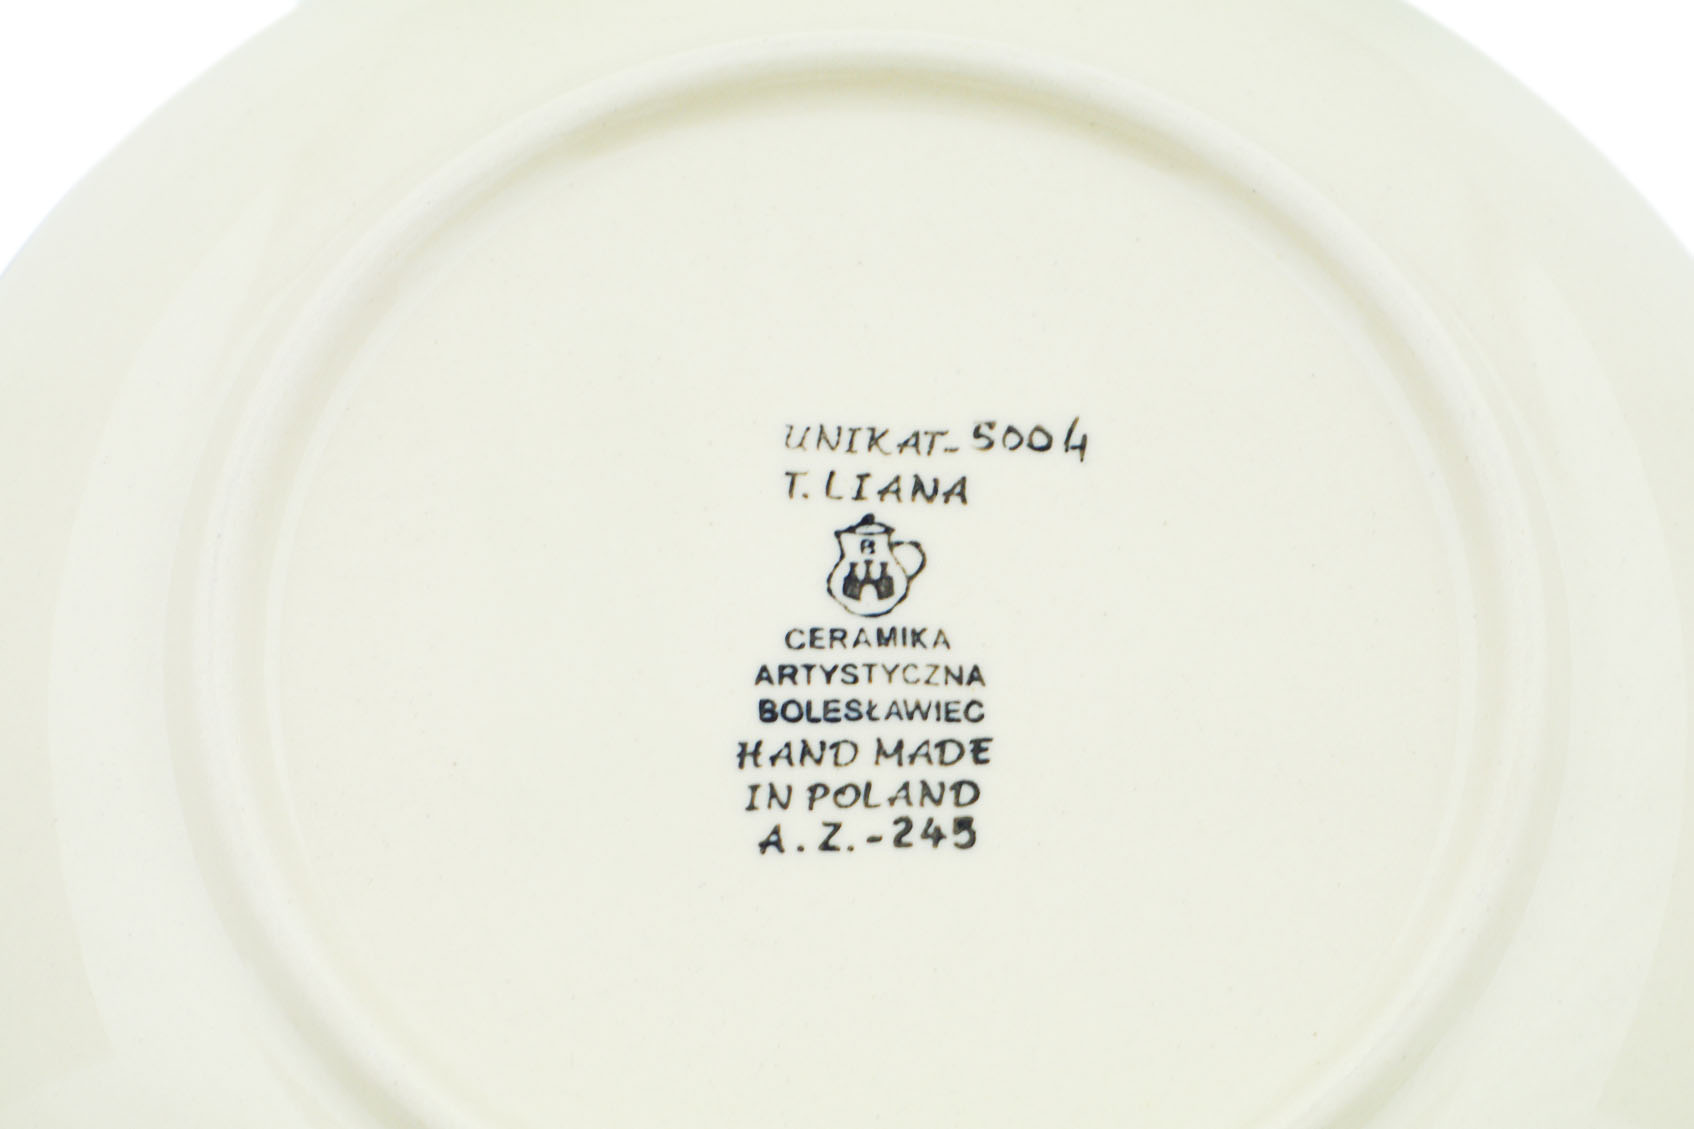 UNIKAT-5004
T. LIANA
B
CERAMIKA
ARTYSTYCZNA
BOLESŁAWIEC
HAND MADE
IN POLAND
A.Z.-245